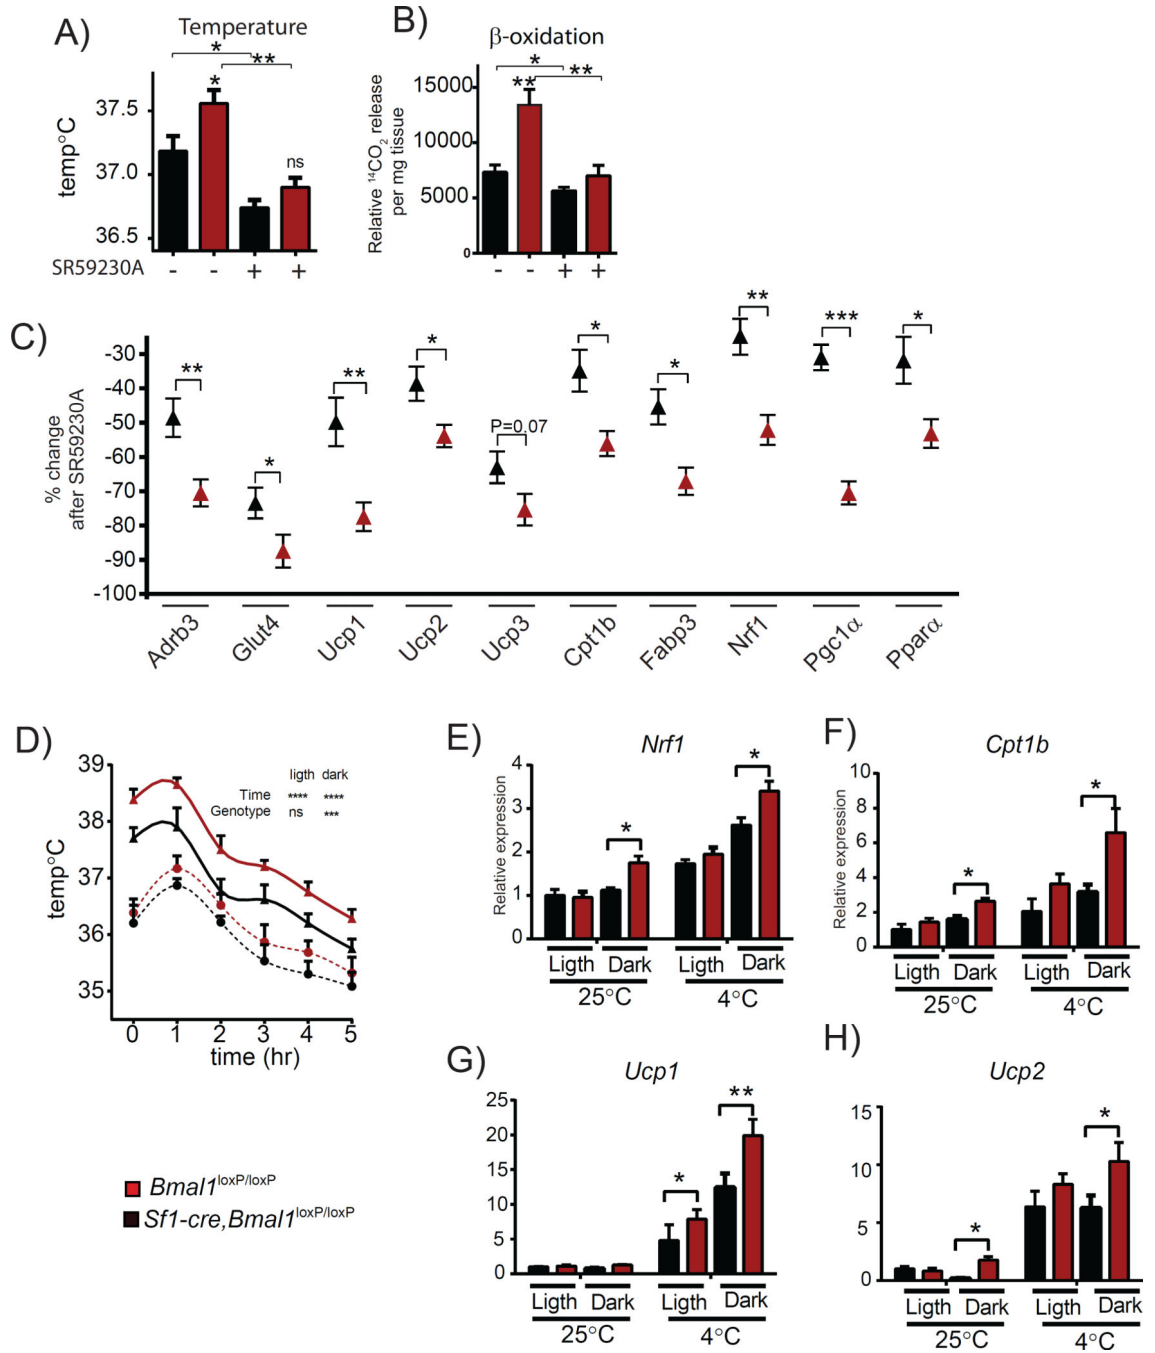 A)
Temperature
*
**
*
ns
37.5
37.0
36.5
temp°C
SR59230A
- - + +
B)
β-oxidation
*
**
**
15000
10000
5000
0
Relative ¹⁴CO₂ release
per mg tissue
- - + +
C)
-30
-40
-50
-60
-70
-80
-90
-100
% change
after SR59230A
** * ** * P=0.07 * * ** *** *
Adrb3 Glut4 Ucp1 Ucp2 Ucp3 Cpt1b Fabp3 Nrf1 Pgc1α Pparα
D)
39
38
37
36
35
temp°C
ligth dark
Time **** ****
Genotype ns ***
0 1 2 3 4 5
time (hr)
E)
Nrf1
4
3
2
1
0
Relative expression
* *
Ligth Dark Ligth Dark
25°C 4°C
F)
Cpt1b
10
8
6
4
2
0
Relative expression
* *
Ligth Dark Ligth Dark
25°C 4°C
G)
Ucp1
25
20
15
10
5
0
* **
Ligth Dark Ligth Dark
25°C 4°C
H)
Ucp2
15
10
5
0
* *
Ligth Dark Ligth Dark
25°C 4°C
Bmal1loxP/loxP
Sf1-cre,Bmal1loxP/loxP